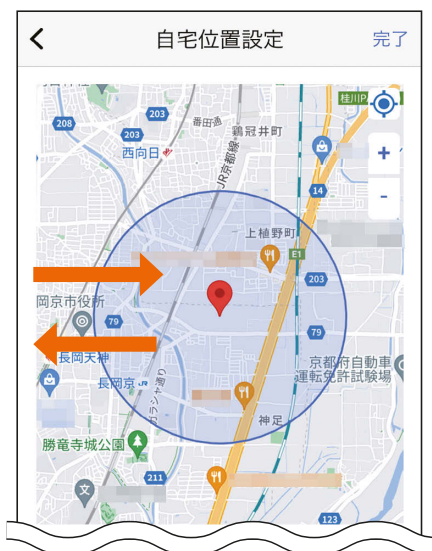 自宅位置設定
完了
桂川P
203
番田通
208
203
鶏冠井町
西向日
JR京都線
+
14
-
上植野町
E1
203
岡京市役所
79
79
長岡天神
京都府自動車
運転免許試験場
長岡京
ガラシャ通り
神足
勝竜寺城公園
211
文
123